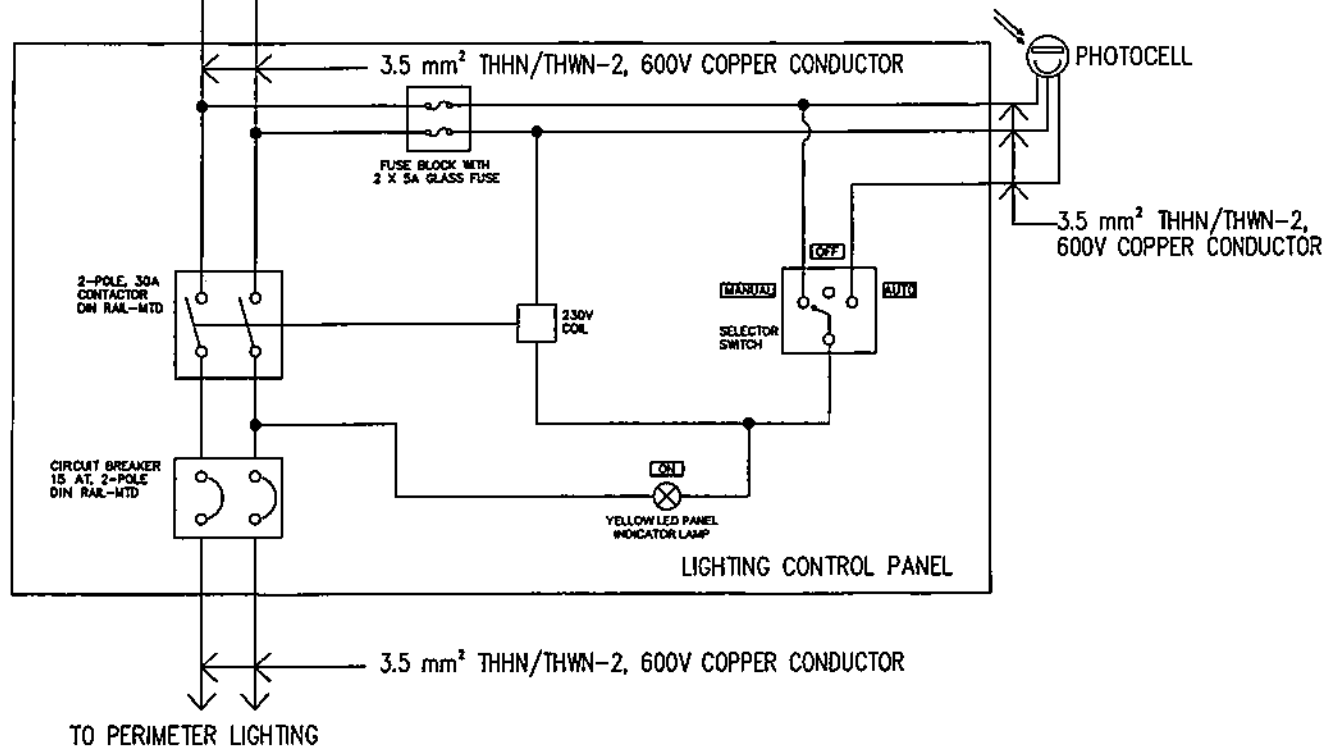 3.5 mm² THHN/THWN-2, 600V COPPER CONDUCTOR
PHOTOCELL
FUSE BLOCK WITH
2 X 5A GLASS FUSE
3.5 mm² THHN/THWN-2,
600V COPPER CONDUCTOR
OFF
2-POLE, 30A
CONTACTOR
DIN RAIL-MTD
MANUAL
AUTO
230V
COIL
SELECTOR
SWITCH
CIRCUIT BREAKER
15 AT, 2-POLE
DIN RAIL-MTD
ON
YELLOW LED PANEL
INDICATOR LAMP
LIGHTING CONTROL PANEL
3.5 mm² THHN/THWN-2, 600V COPPER CONDUCTOR
TO PERIMETER LIGHTING